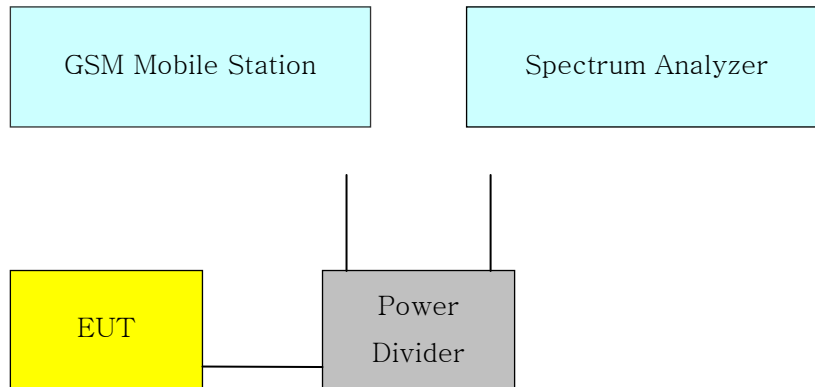 GSM Mobile Station
Spectrum Analyzer
EUT
Power
Divider